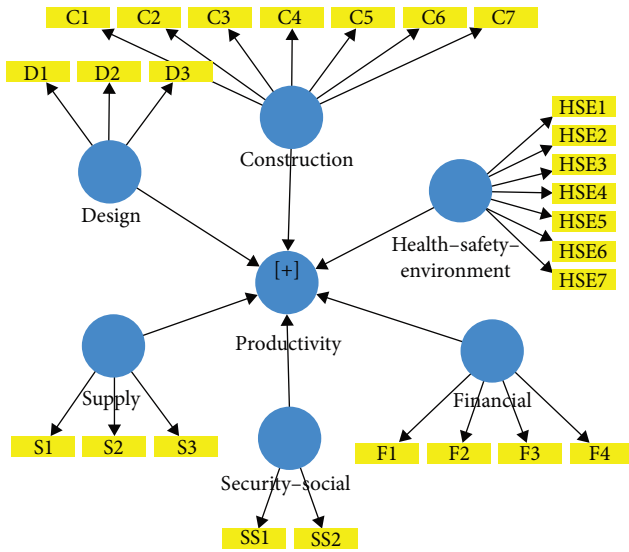 C1 C2 C3 C4 C5 C6 C7
D1 D2 D3
HSE1
HSE2
HSE3
HSE4
HSE5
HSE6
HSE7
Construction
Design
Health–safety–
environment
[+]
Productivity
Supply
Financial
S1 S2 S3
F1 F2 F3 F4
Security–social
SS1 SS2